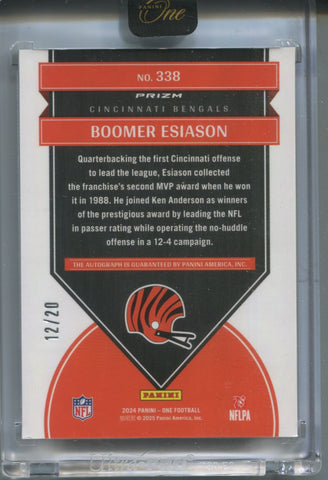 PANINI
One
NO. 338
PRIZM
CINCINNATI BENGALS
BOOMER ESIASON
Quarterbacking the first Cincinnati offense
to lead the league, Esiason collected
the franchise's second MVP award when he won
it in 1988. He joined Ken Anderson as winners
of the prestigious award by leading the NFL
in passer rating while operating the no-huddle
offense in a 12-4 campaign.
THE AUTOGRAPH IS GUARANTEED BY PANINI AMERICA, INC.
12/20
PANINI
NFL
NFLPA
2024 PANINI – ONE FOOTBALL
© 2025 Panini America, Inc.